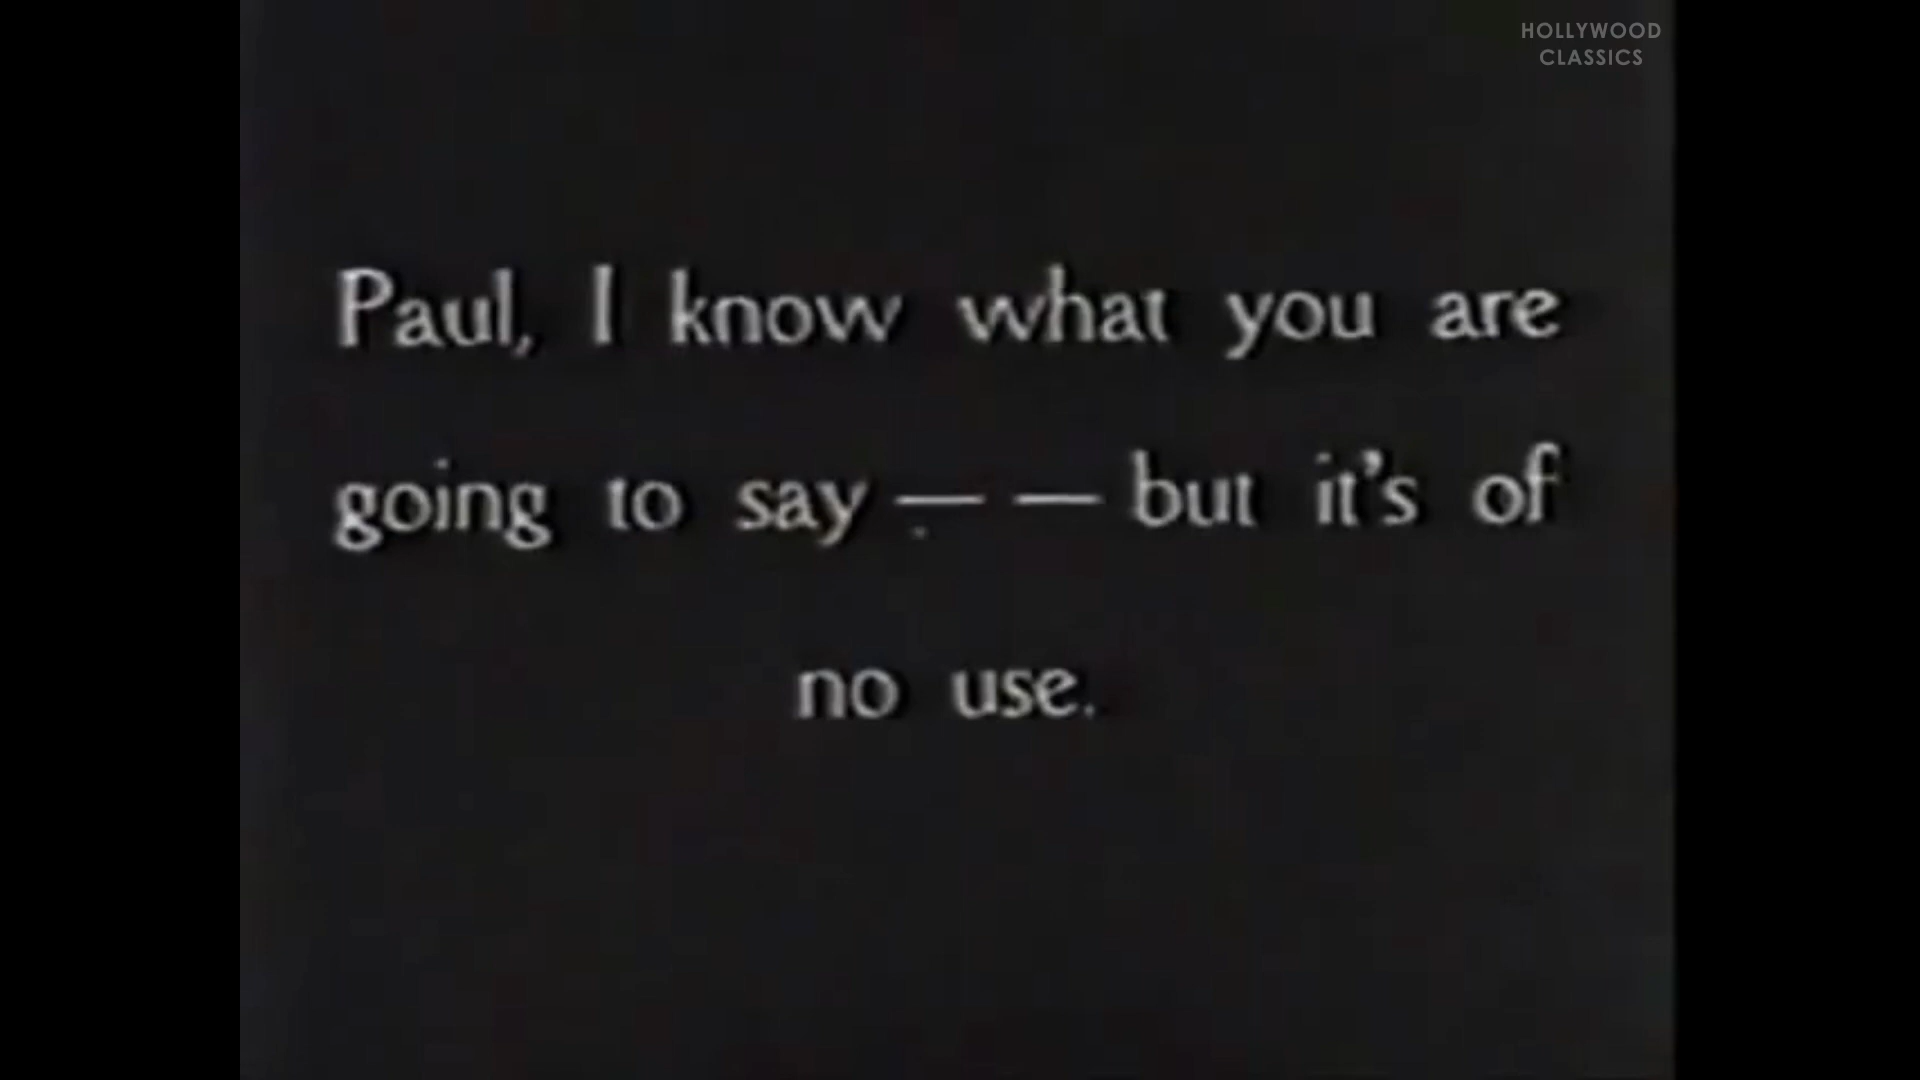 HOLLYWOOD
CLASSICS
Paul, I know what you are
going to say — — but it's of
no use.